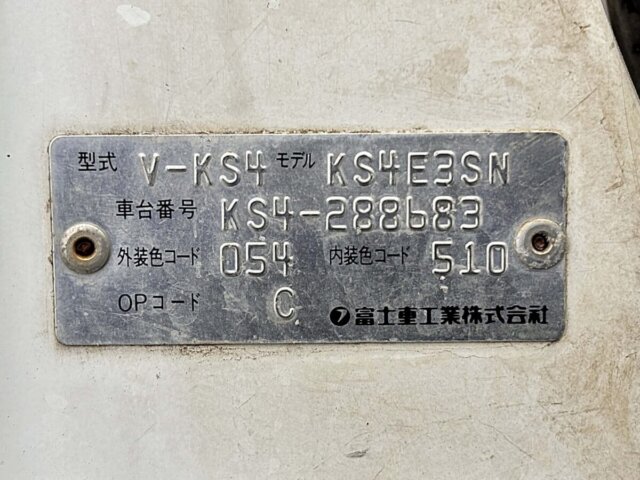 型式 V-KS4 モデル KS4E3SN
車台番号 KS4-288683
外装色コード 054 内装色コード 510
OPコード C 富士重工業株式会社